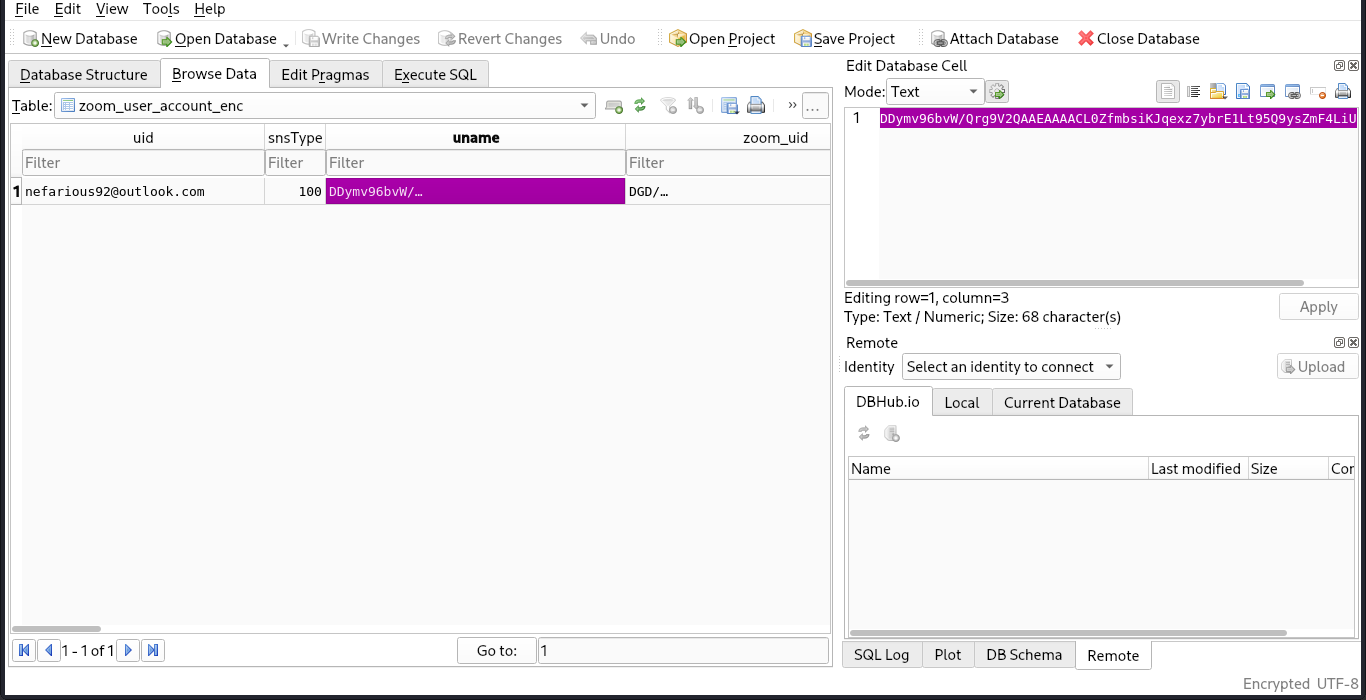 File Edit View Tools Help
New Database Open Database Write Changes Revert Changes Undo Open Project Save Project Attach Database Close Database
Database Structure Browse Data Edit Pragmas Execute SQL
Table: zoom_user_account_enc » ...
uid snsType uname zoom_uid
Filter Filter Filter Filter
1 nefarious92@outlook.com 100 DDymv96bvW/… DGD/…
1 - 1 of 1 Go to: 1
Edit Database Cell
Mode: Text
1 DDymv96bvW/Qrg9V2QAAEAAAACL0ZfmbsiKJqexz7ybrE1Lt95Q9ysZmF4LiU
Editing row=1, column=3
Type: Text / Numeric; Size: 68 character(s)
Apply
Remote
Identity Select an identity to connect Upload
DBHub.io Local Current Database
Name Last modified Size Cor
SQL Log Plot DB Schema Remote
Encrypted UTF-8